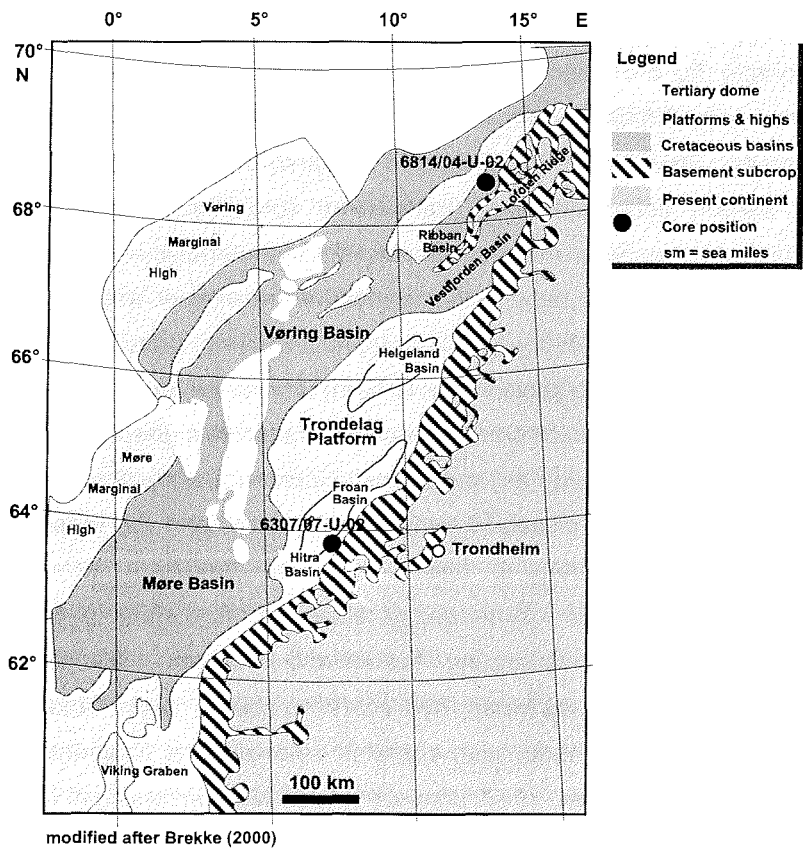 0° 5° 10° 15° E
70°
N
Legend
Tertiary dome
Platforms & highs
Cretaceous basins
Basement subcrop
Present continent
Core position
sm = sea miles
6814/04-U-02
Lofoten Ridge
68°
Vøring
Marginal
High
Ribban
Basin
Vestfjorden Basin
Vøring Basin
66°
Helgeland
Basin
Trondelag
Platform
Møre
Marginal
High
Froan
Basin
64°
6307/07-U-02
Hitra
Basin
Trondheim
Møre Basin
62°
Viking Graben
100 km
modified after Brekke (2000)